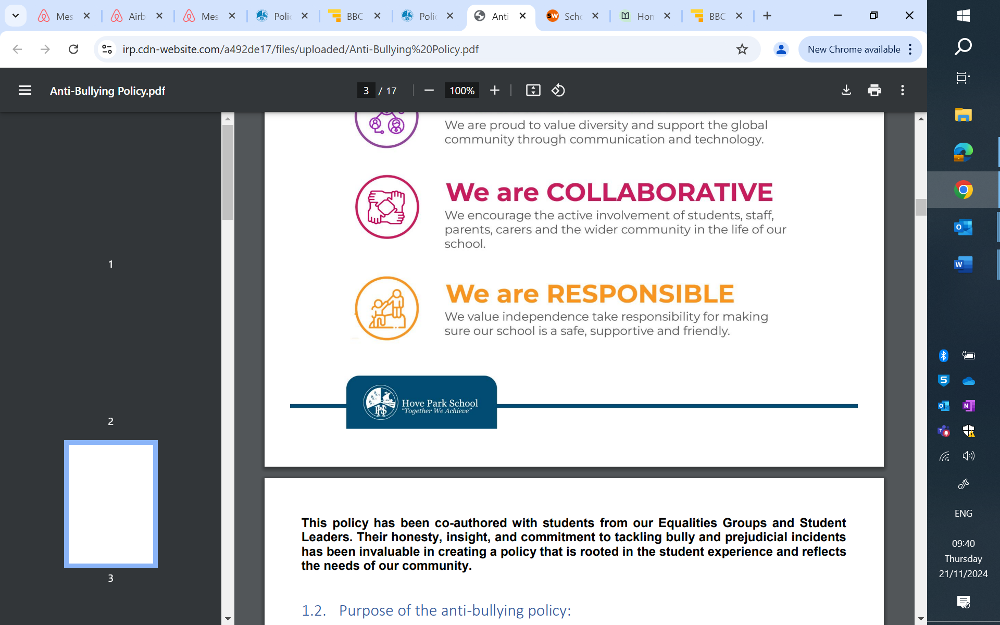 Mes
Airb
Mes
Polic
BBC
Polic
Anti
Scho
Hon
BBC
irp.cdn-website.com/a492de17/files/uploaded/Anti-Bullying%20Policy.pdf
New Chrome available
Anti-Bullying Policy.pdf
3 / 17
100%
We are proud to value diversity and support the global
community through communication and technology.
We are COLLABORATIVE
We encourage the active involvement of students, staff,
parents, carers and the wider community in the life of our
school.
We are RESPONSIBLE
We value independence take responsibility for making
sure our school is a safe, supportive and friendly.
Hove Park School
"Together We Achieve"
This policy has been co-authored with students from our Equalities Groups and Student
Leaders. Their honesty, insight, and commitment to tackling bully and prejudicial incidents
has been invaluable in creating a policy that is rooted in the student experience and reflects
the needs of our community.
1.2. Purpose of the anti-bullying policy:
1
2
3
ENG
09:40
Thursday
21/11/2024